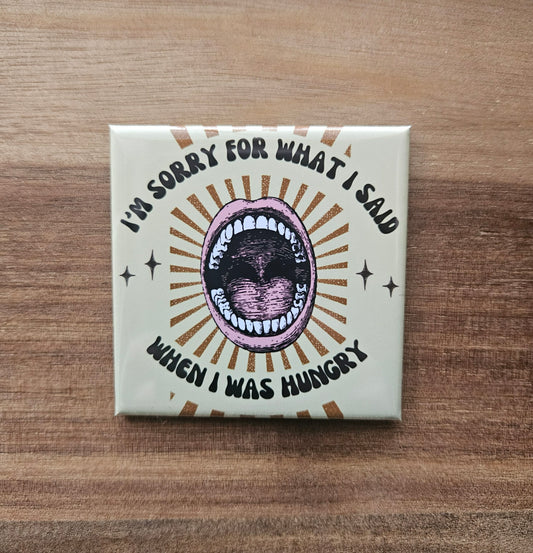 I'M SORRY FOR WHAT I SAID
WHEN I WAS HUNGRY